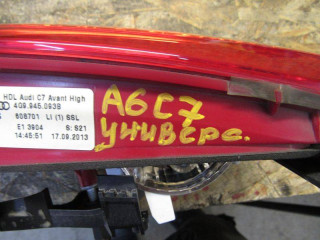 HDL Audi C7 Avant High
4G9.945.093B
608701 LI (1) SSL
E1 3904 S: S21
14:45:51 17.09.2013
A6C7
УНИВЕРС.